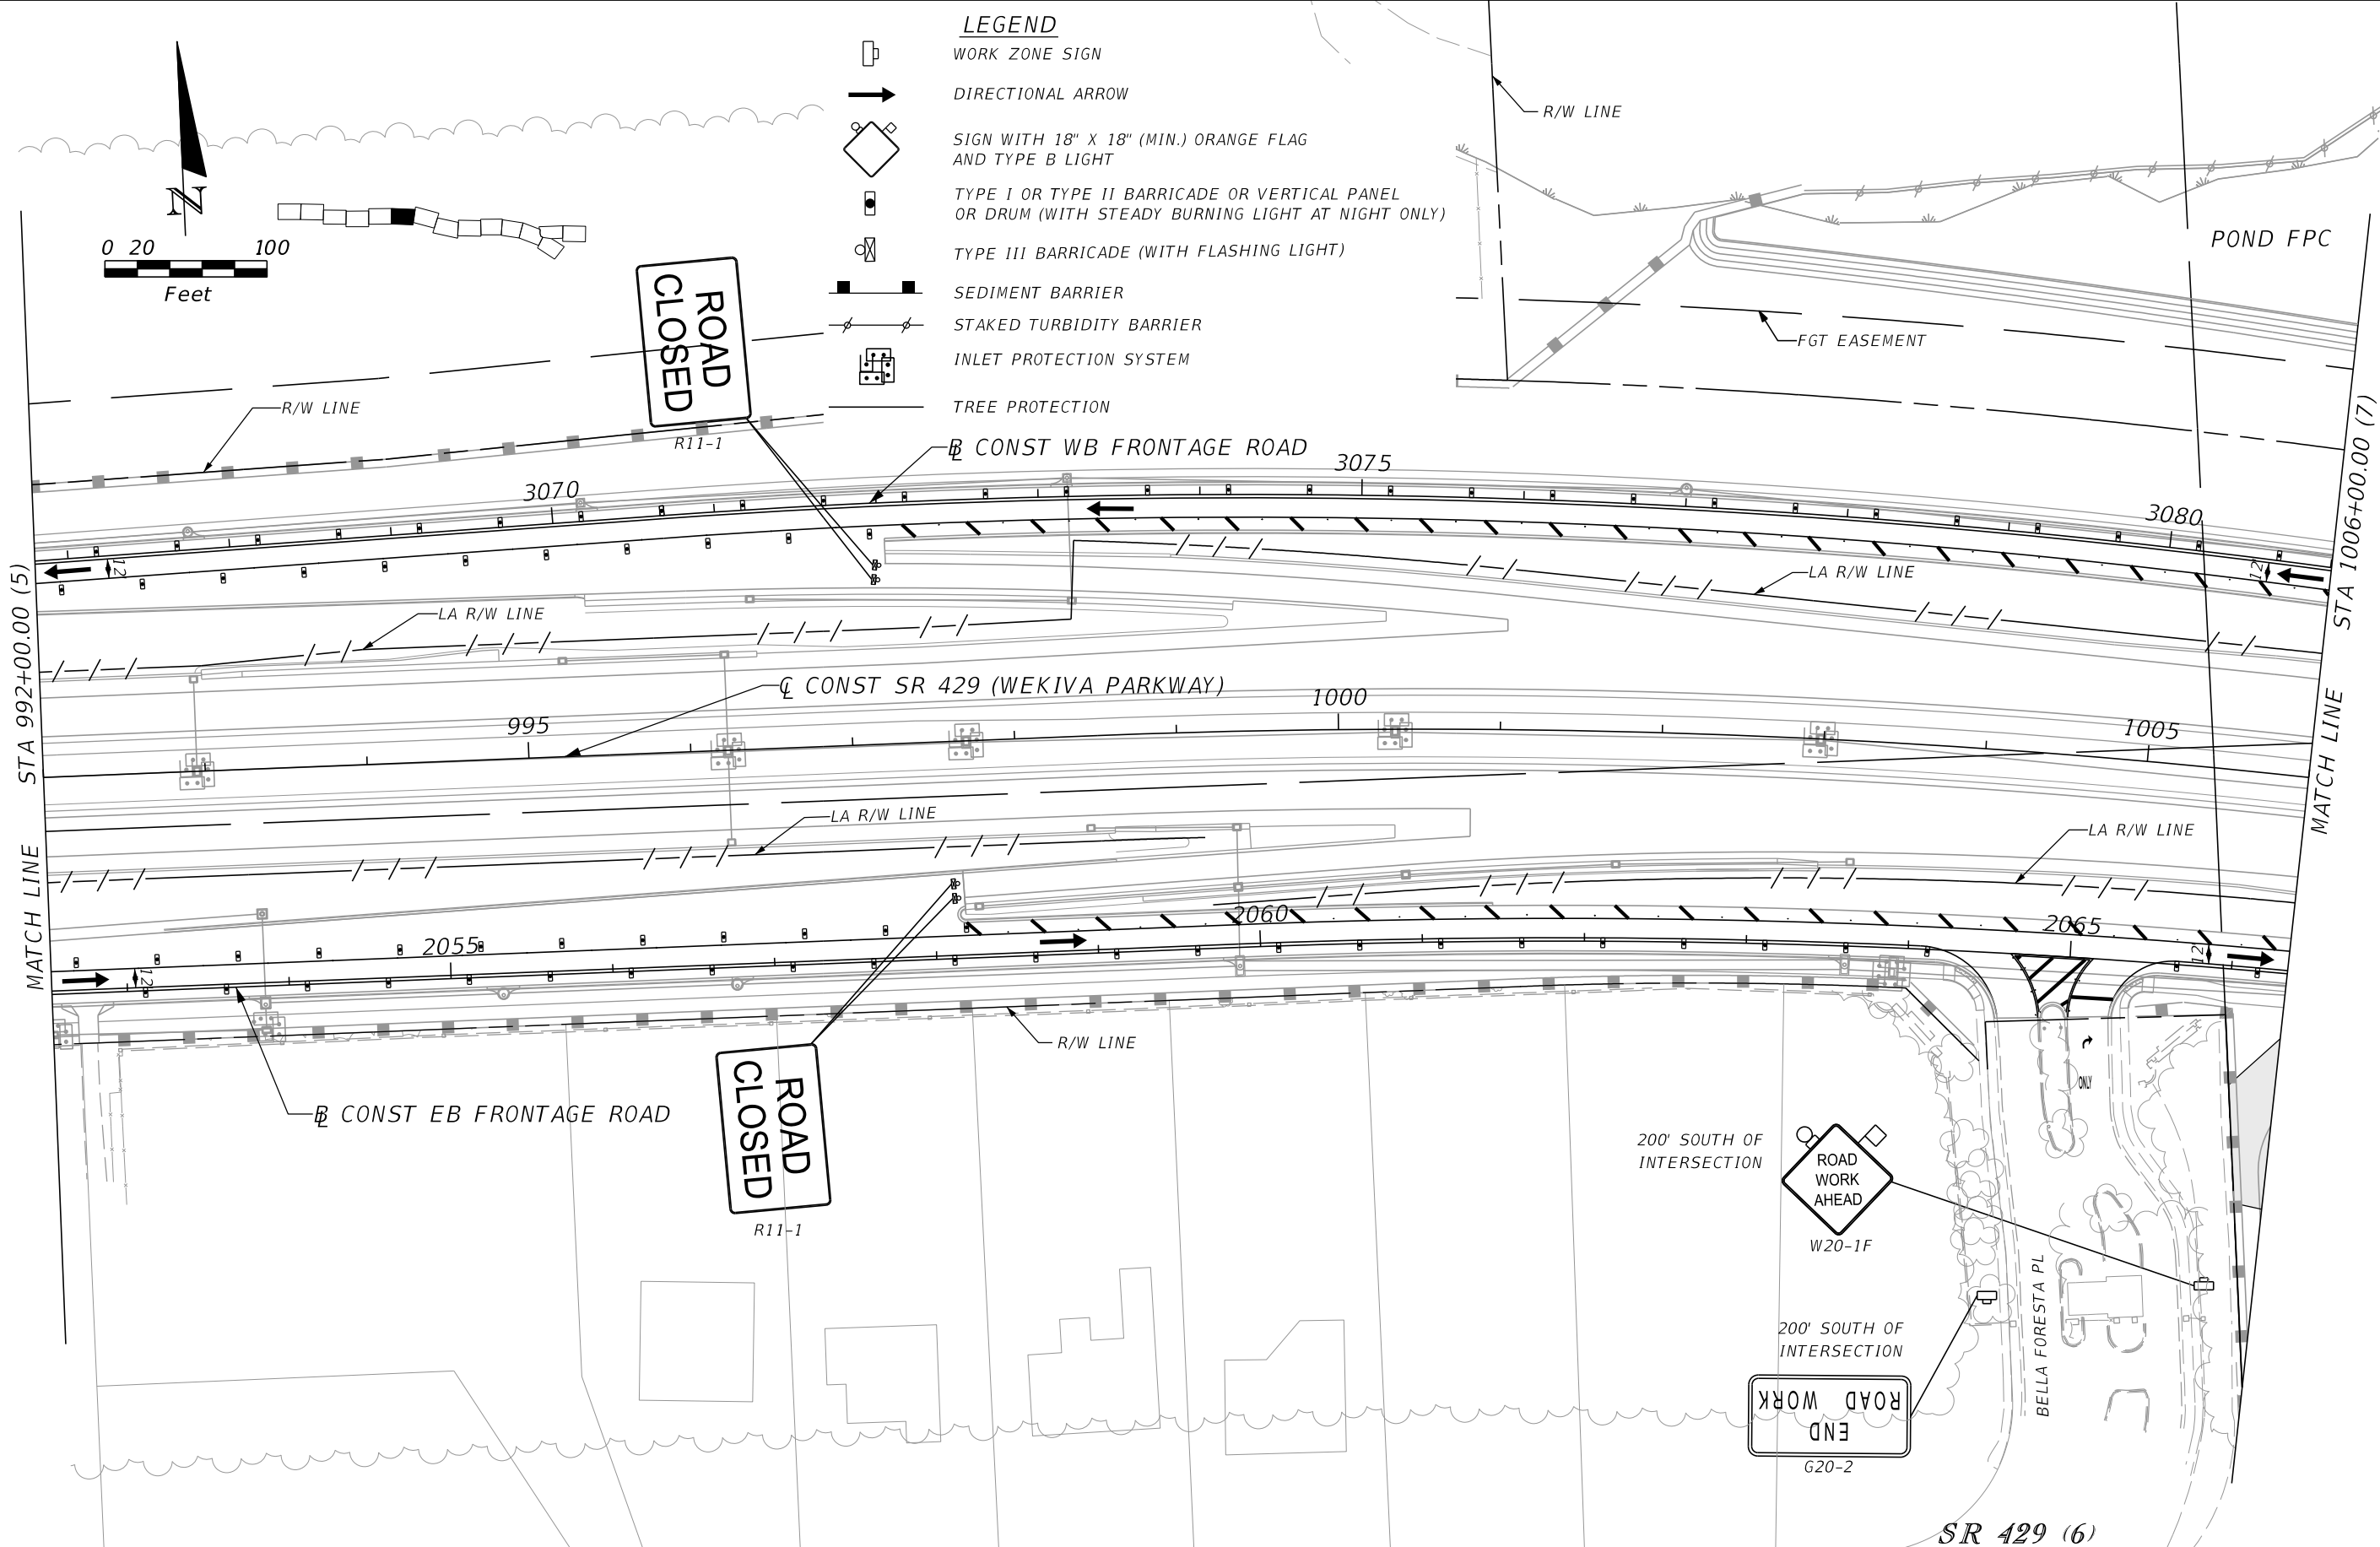 LEGEND
WORK ZONE SIGN
DIRECTIONAL ARROW
SIGN WITH 18" X 18" (MIN.) ORANGE FLAG
AND TYPE B LIGHT
TYPE I OR TYPE II BARRICADE OR VERTICAL PANEL
OR DRUM (WITH STEADY BURNING LIGHT AT NIGHT ONLY)
TYPE III BARRICADE (WITH FLASHING LIGHT)
SEDIMENT BARRIER
STAKED TURBIDITY BARRIER
INLET PROTECTION SYSTEM
TREE PROTECTION
N
0 20 100
Feet
R/W LINE
POND FPC
FGT EASEMENT
ROAD
CLOSED
R11-1
R/W LINE
BL CONST WB FRONTAGE ROAD
3070
3075
3080
12
12
LA R/W LINE
LA R/W LINE
MATCH LINE STA 992+00.00 (5)
MATCH LINE STA 1006+00.00 (7)
CL CONST SR 429 (WEKIVA PARKWAY)
995
1000
1005
LA R/W LINE
LA R/W LINE
2055
2060
2065
12
12
R/W LINE
BL CONST EB FRONTAGE ROAD
ROAD
CLOSED
R11-1
ONLY
200' SOUTH OF
INTERSECTION
ROAD
WORK
AHEAD
W20-1F
200' SOUTH OF
INTERSECTION
END
ROAD WORK
G20-2
BELLA FORESTA PL
SR 429 (6)